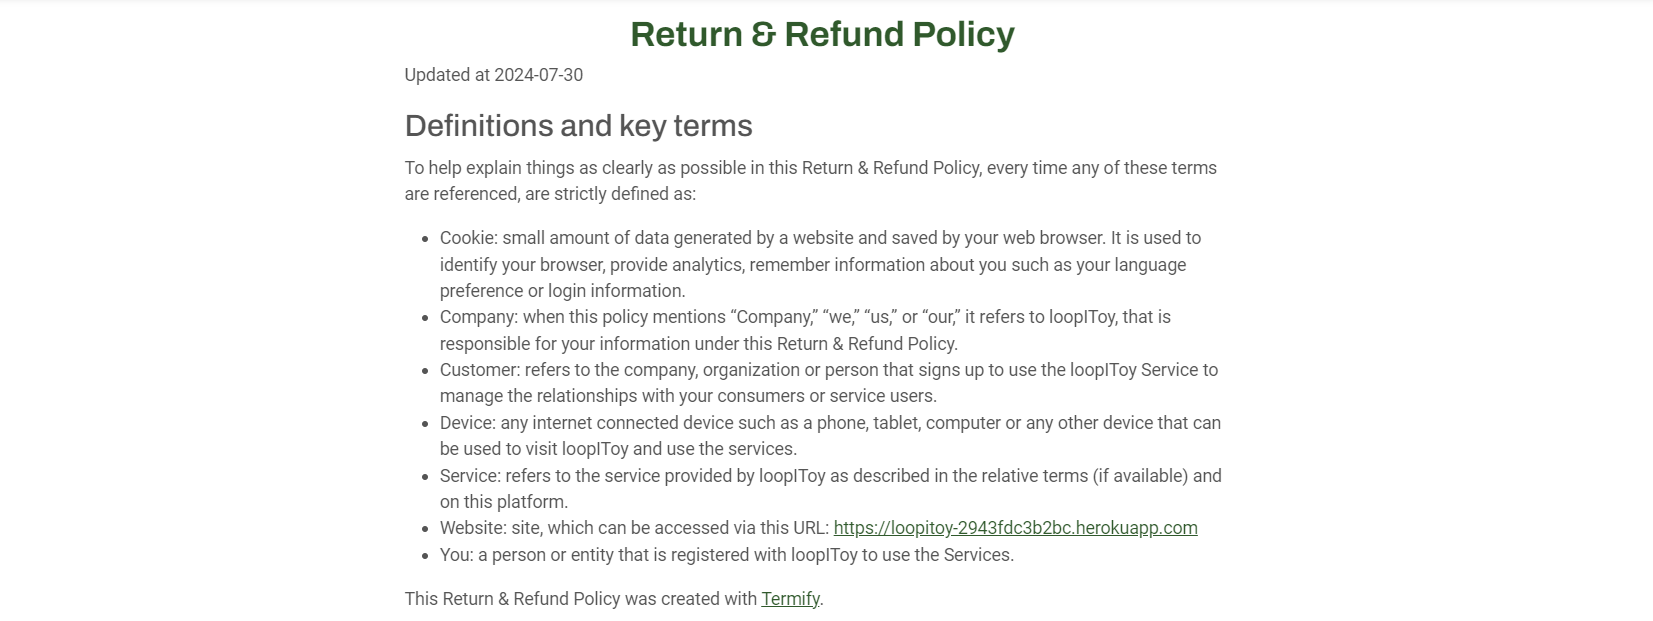 Return & Refund Policy
Updated at 2024-07-30
Definitions and key terms
To help explain things as clearly as possible in this Return & Refund Policy, every time any of these terms
are referenced, are strictly defined as:
• Cookie: small amount of data generated by a website and saved by your web browser. It is used to
identify your browser, provide analytics, remember information about you such as your language
preference or login information.
• Company: when this policy mentions “Company,” “we,” “us,” or “our,” it refers to loopIToy, that is
responsible for your information under this Return & Refund Policy.
• Customer: refers to the company, organization or person that signs up to use the loopIToy Service to
manage the relationships with your consumers or service users.
• Device: any internet connected device such as a phone, tablet, computer or any other device that can
be used to visit loopIToy and use the services.
• Service: refers to the service provided by loopIToy as described in the relative terms (if available) and
on this platform.
• Website: site, which can be accessed via this URL: https://loopitoy-2943fdc3b2bc.herokuapp.com
• You: a person or entity that is registered with loopIToy to use the Services.
This Return & Refund Policy was created with Termify.